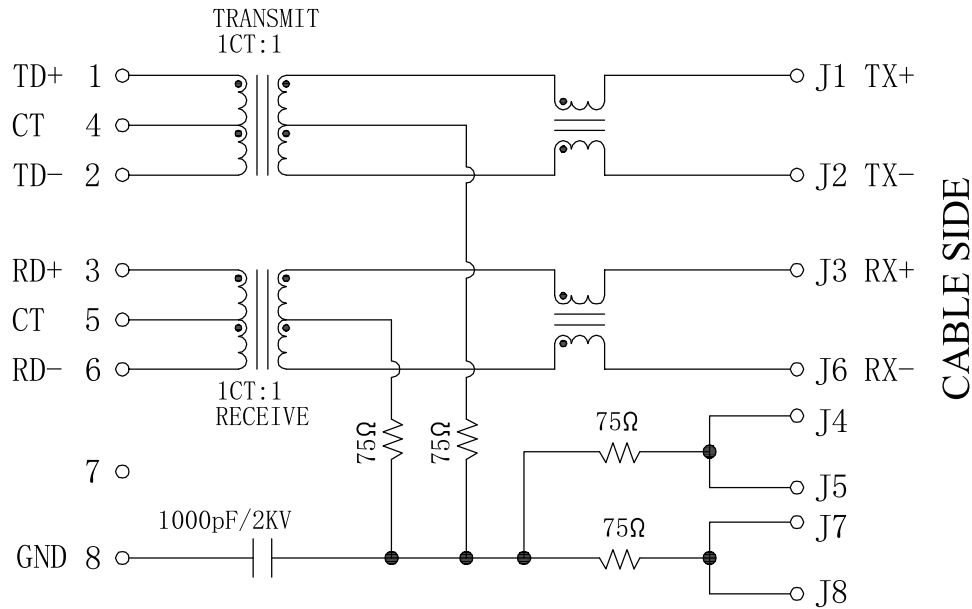 TRANSMIT
1CT:1
TD+ 1
J1 TX+
CT 4
TD- 2
J2 TX-
RD+ 3
J3 RX+
CT 5
RD- 6
J6 RX-
1CT:1
RECEIVE
CABLE SIDE
75Ω
75Ω
75Ω
J4
7
J5
1000pF/2KV
75Ω
J7
GND 8
J8